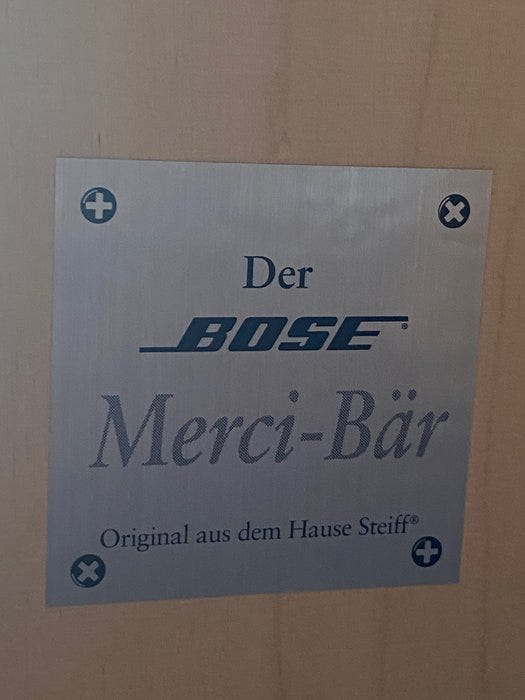 Der
BOSE®
Merci-Bär
Original aus dem Hause Steiff®